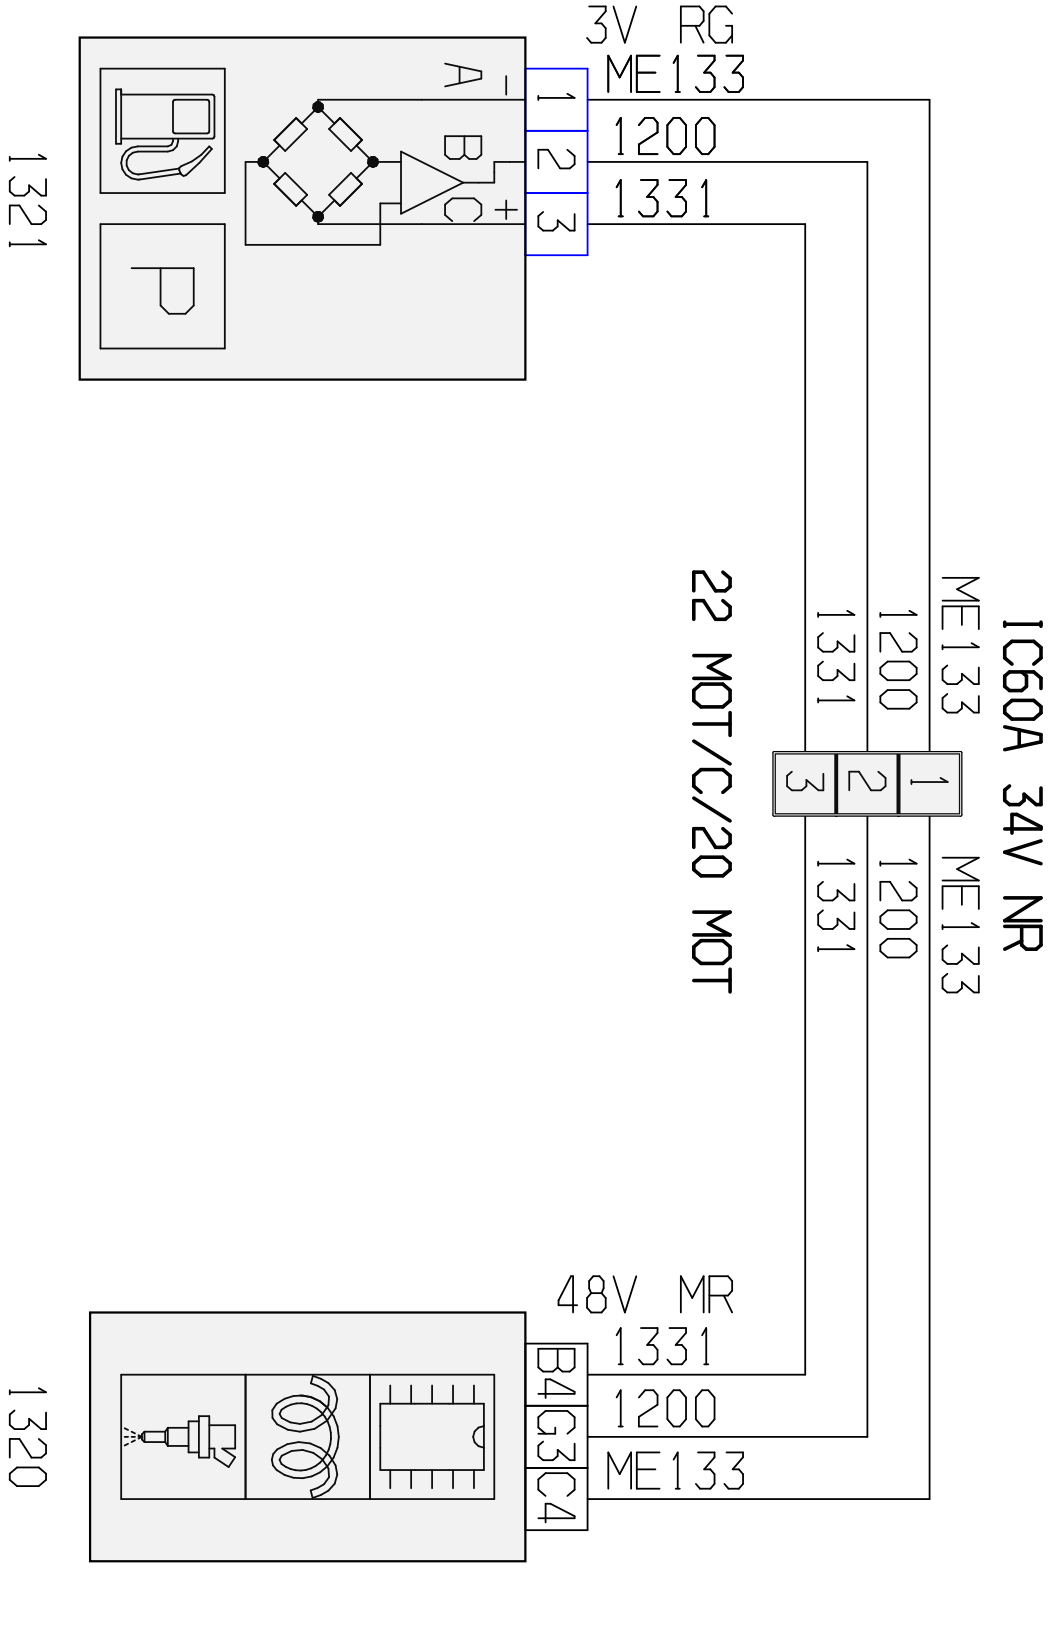 3V RG
ME133
1200
1331
A -
B
C +
1
2
3
P
1321
IC60A 34V NR
ME133
1200
1331
1
2
3
ME133
1200
1331
22 MOT/C/20 MOT
48V MR
1331
1200
ME133
B4
G3
C4
1320